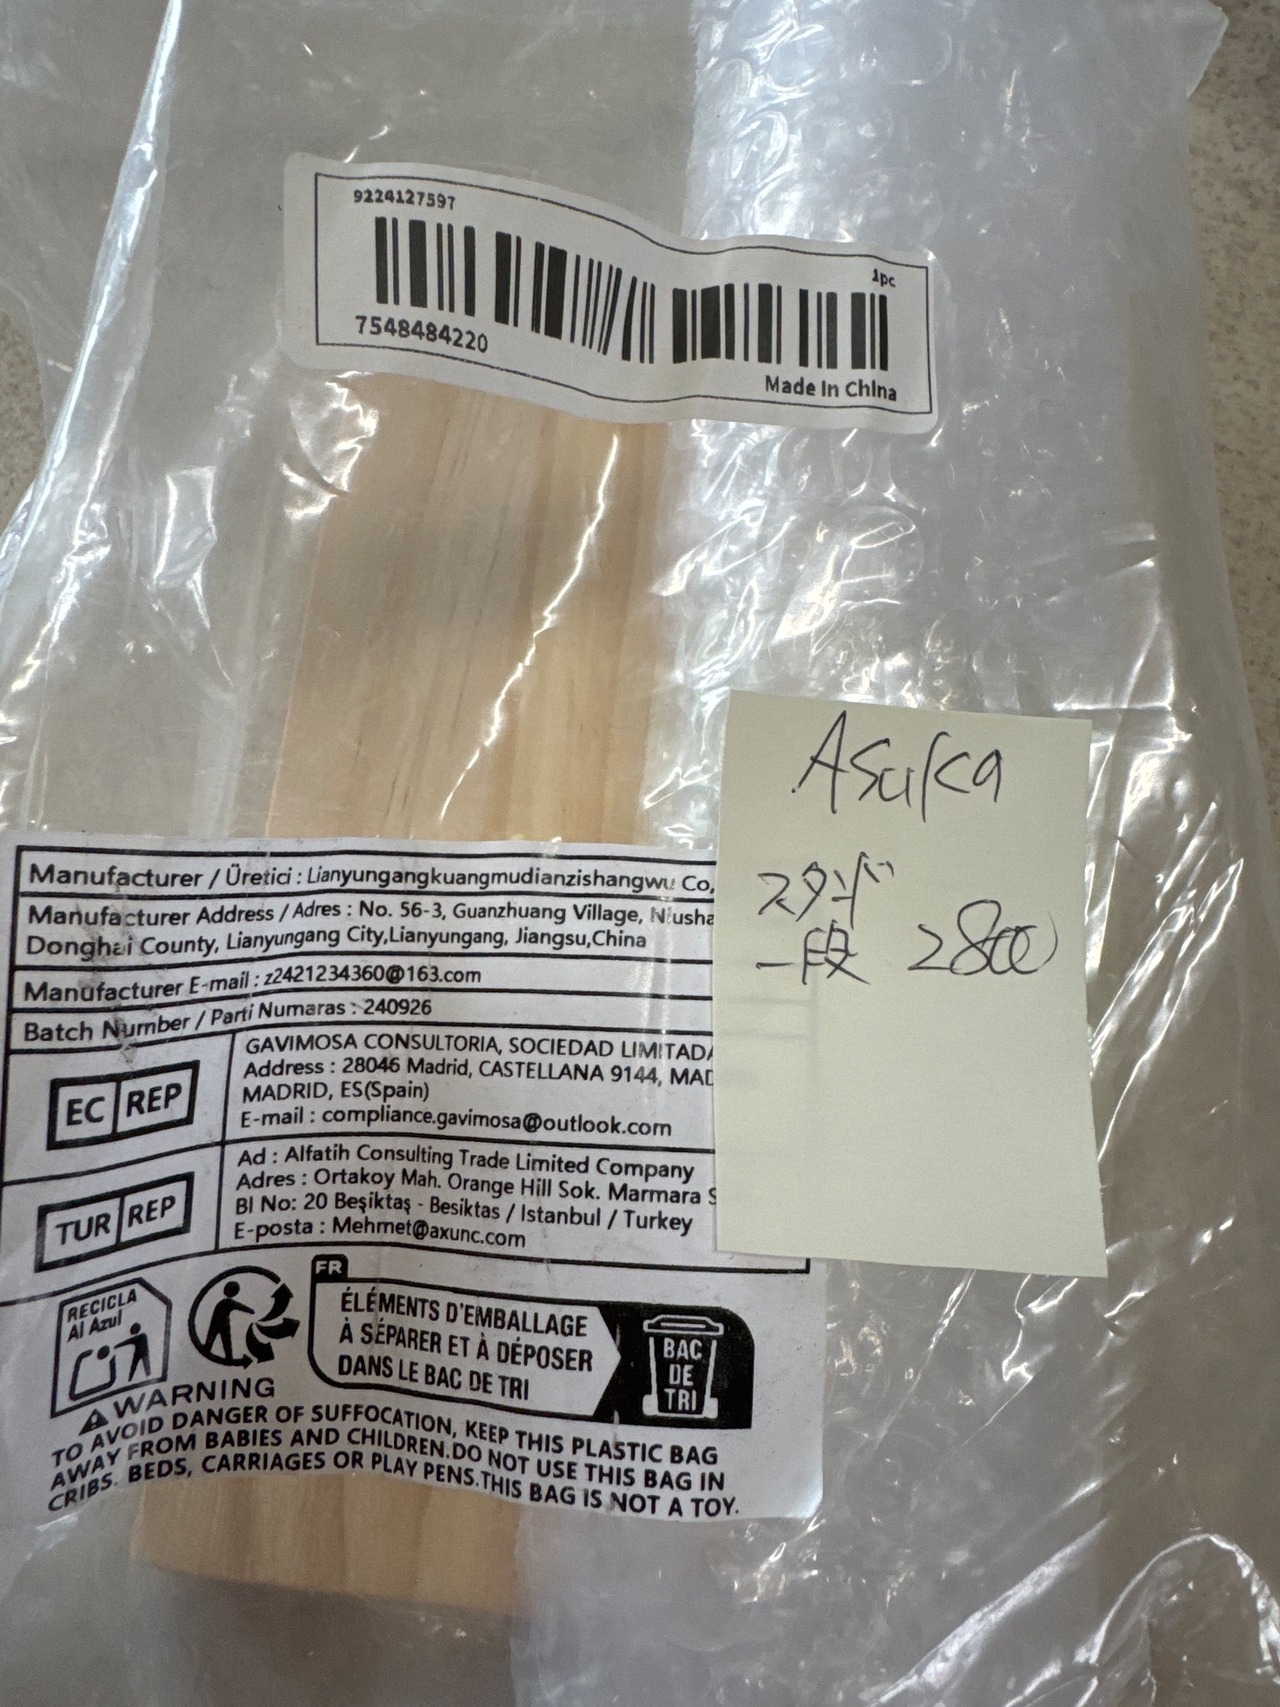 9224127597
1pc
7548484220
Made In China
Asuka
一段 2800
Manufacturer / Üretici : Lianyungangkuangmudianzishangwu Co,
Manufacturer Address / Adres : No. 56-3, Guanzhuang Village, Niusha
Donghai County, Lianyungang City,Lianyungang, Jiangsu,China
Manufacturer E-mail : z2421234360@163.com
Batch Number / Parti Numaras : 240926
EC REP
GAVIMOSA CONSULTORIA, SOCIEDAD LIMITADA
Address : 28046 Madrid, CASTELLANA 9144, MAD
MADRID, ES(Spain)
E-mail : compliance.gavimosa@outlook.com
TUR REP
Ad : Alfatih Consulting Trade Limited Company
Adres : Ortakoy Mah. Orange Hill Sok. Marmara S
Bl No: 20 Beşiktaş - Besiktas / Istanbul / Turkey
E-posta : Mehmet@axunc.com
RECICLA
Al Azul
FR
ÉLÉMENTS D'EMBALLAGE
À SÉPARER ET À DÉPOSER
DANS LE BAC DE TRI
BAC
DE
TRI
WARNING
TO AVOID DANGER OF SUFFOCATION, KEEP THIS PLASTIC BAG
AWAY FROM BABIES AND CHILDREN.DO NOT USE THIS BAG IN
CRIBS. BEDS, CARRIAGES OR PLAY PENS.THIS BAG IS NOT A TOY.